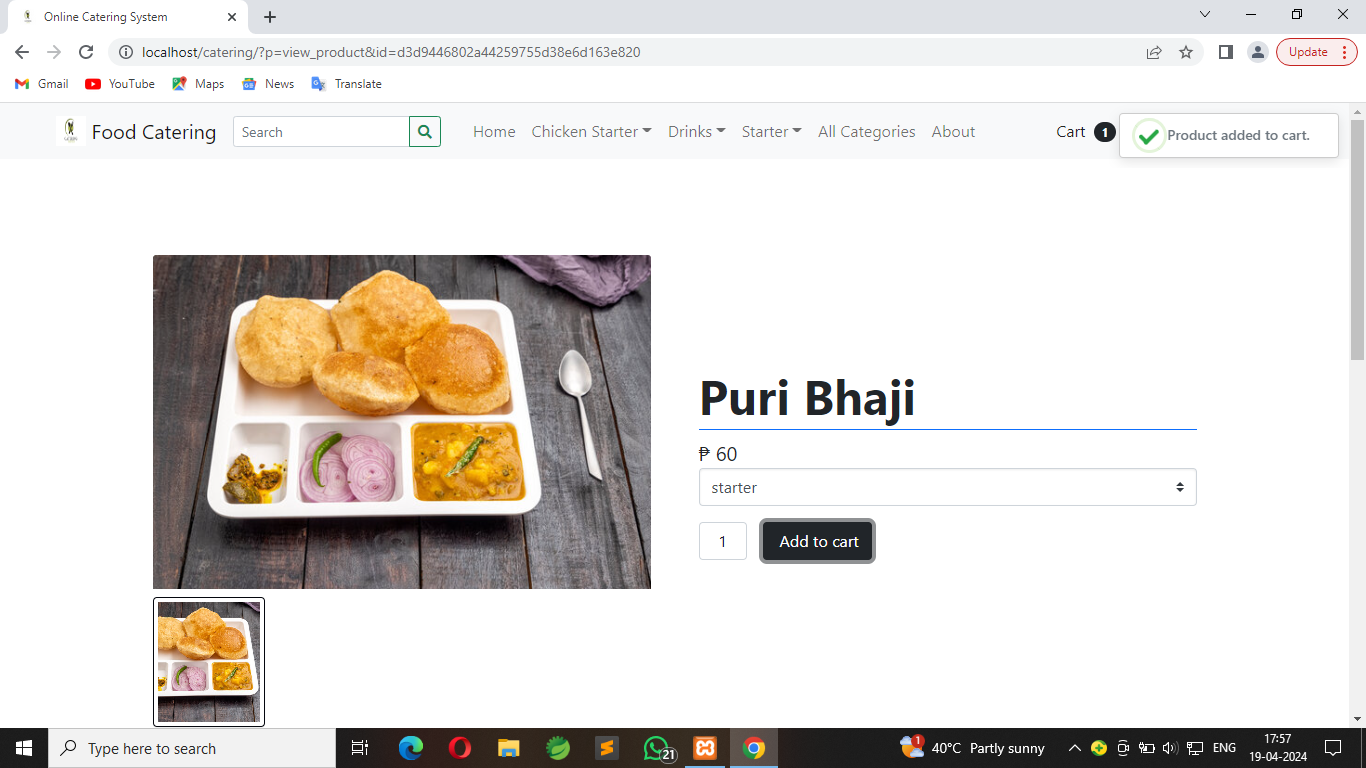 Online Catering System
localhost/catering/?p=view_product&id=d3d9446802a44259755d38e6d163e820
Update
Gmail YouTube Maps News Translate
Food Catering Search Home Chicken Starter Drinks Starter All Categories About Cart 1 Product added to cart.
Puri Bhaji
₱ 60
starter
1 Add to cart
Type here to search 21 1 40°C Partly sunny ENG 17:57
19-04-2024